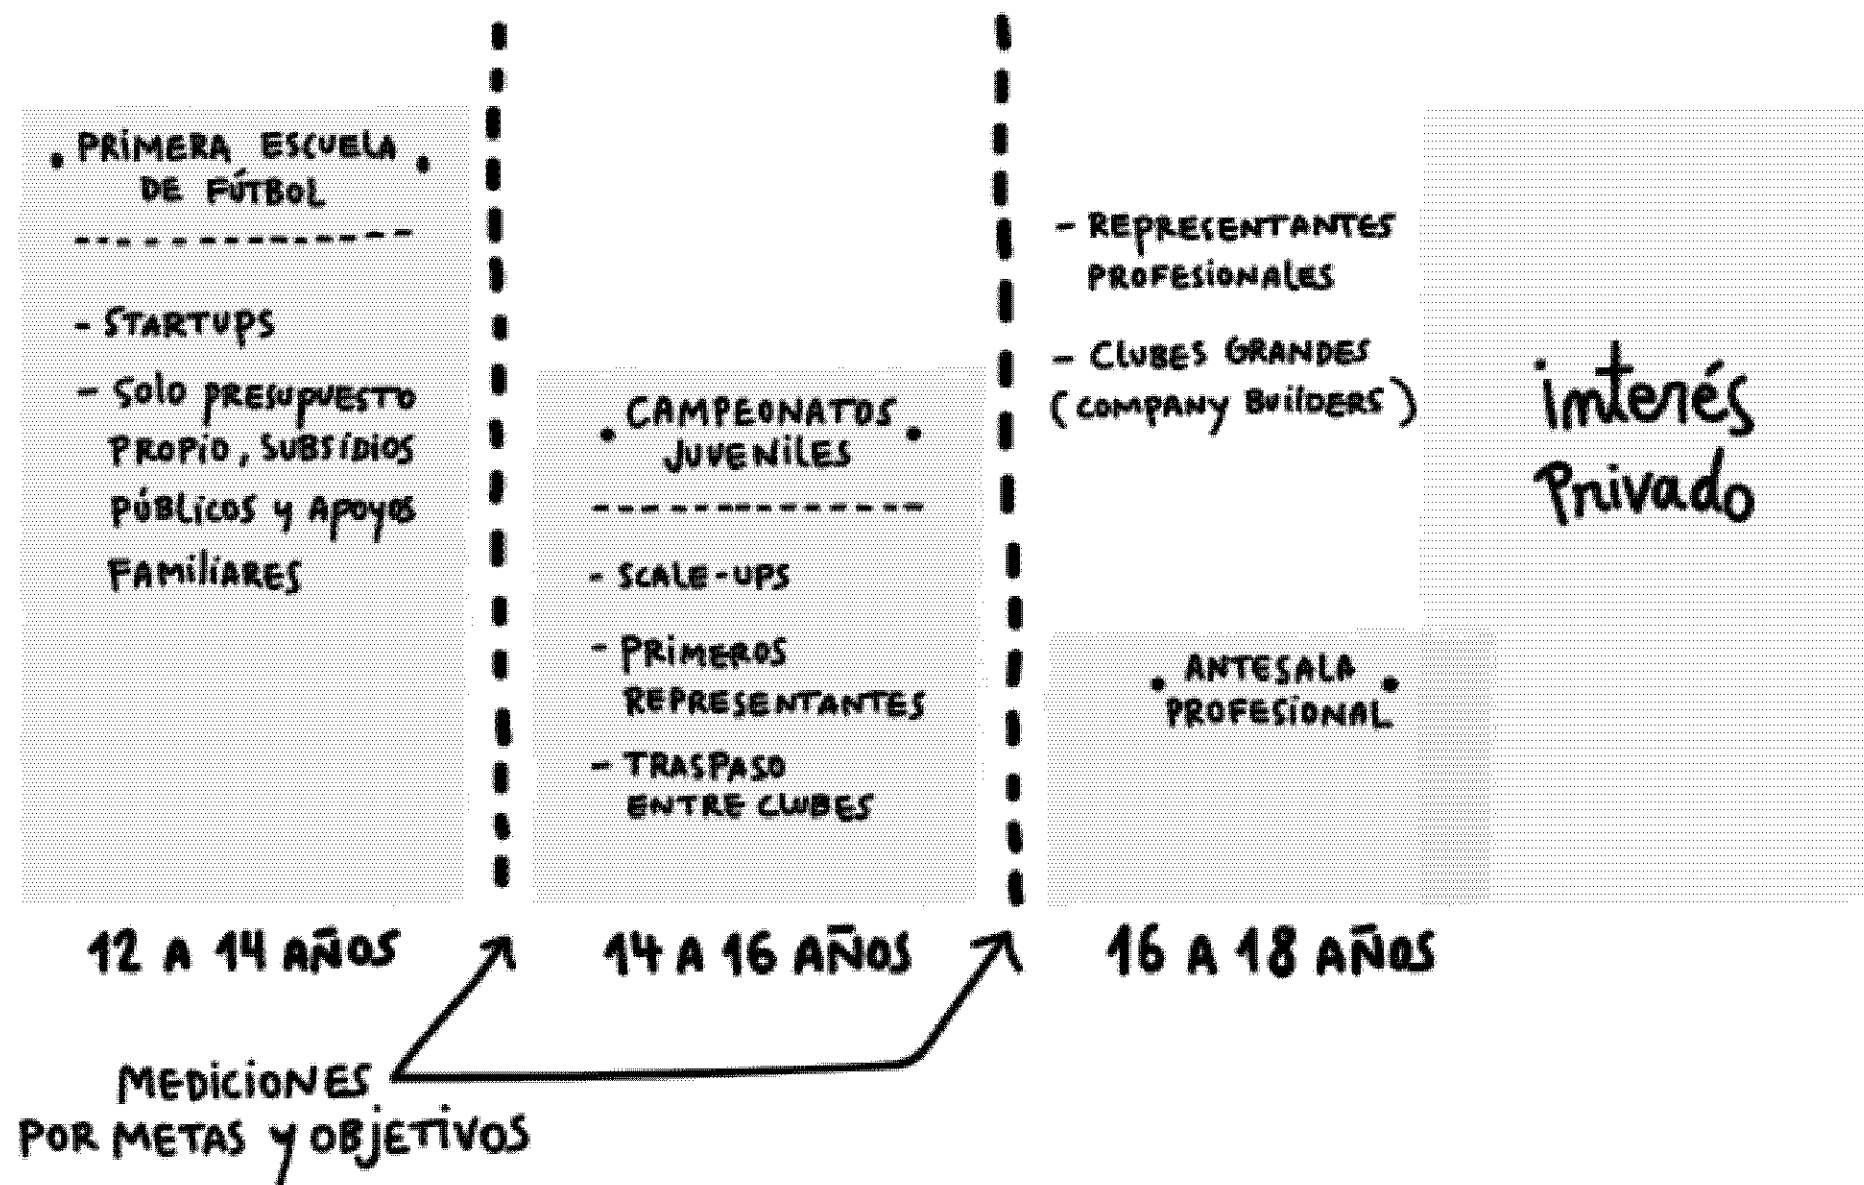 • PRIMERA ESCUELA •
DE FÚTBOL
- STARTUPS
- SOLO PRESUPUESTO
PROPIO, SUBSÍDIOS
PÚBLICOS Y APOYOS
FAMILIARES
12 A 14 AÑOS
• CAMPEONATOS •
JUVENILES
- SCALE-UPS
- PRIMEROS
REPRESENTANTES
- TRASPASO
ENTRE CLUBES
14 A 16 AÑOS
- REPRESENTANTES
PROFESIONALES
- CLUBES GRANDES
(COMPANY BUILDERS)
• ANTESALA •
PROFESIONAL
16 A 18 AÑOS
interés
Privado
MEDICIONES
POR METAS Y OBJETIVOS